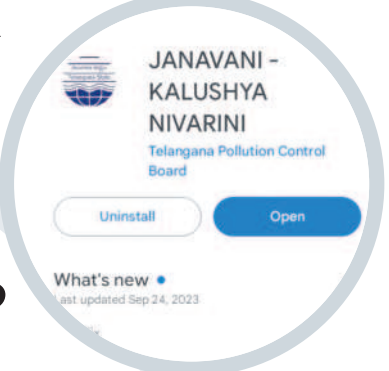 JANAVANI -
KALUSHYA
NIVARINI
Telangana Pollution Control
Board
Uninstall
Open
What's new
Last updated Sep 24, 2023